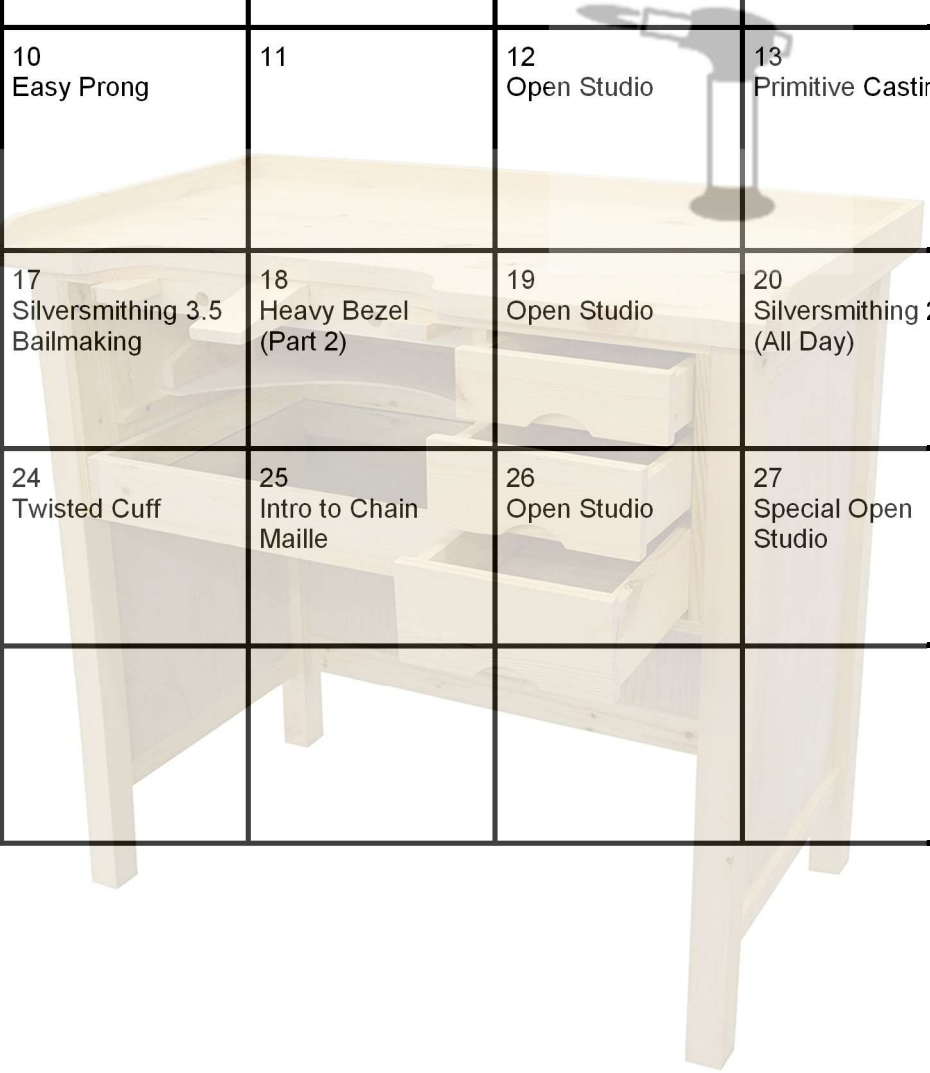 10
Easy Prong
11
12
Open Studio
13
Primitive
17
Silversmithing 3.5
Bailmaking
18
Heavy Bezel
(Part 2)
19
Open Studio
20
Silversmithing
(All Day)
24
Twisted Cuff
25
Intro to Chain
Maille
26
Open Studio
27
Special Open
Studio